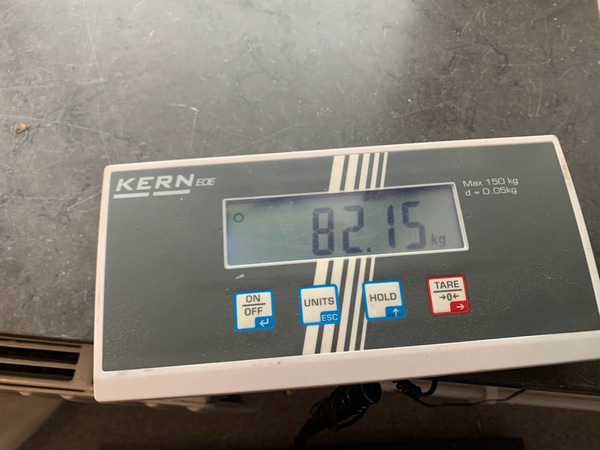 KERN EOE
Max 150 kg
d = 0.05kg
82.15 kg
ON
OFF
UNITS
ESC
HOLD
TARE
→0←